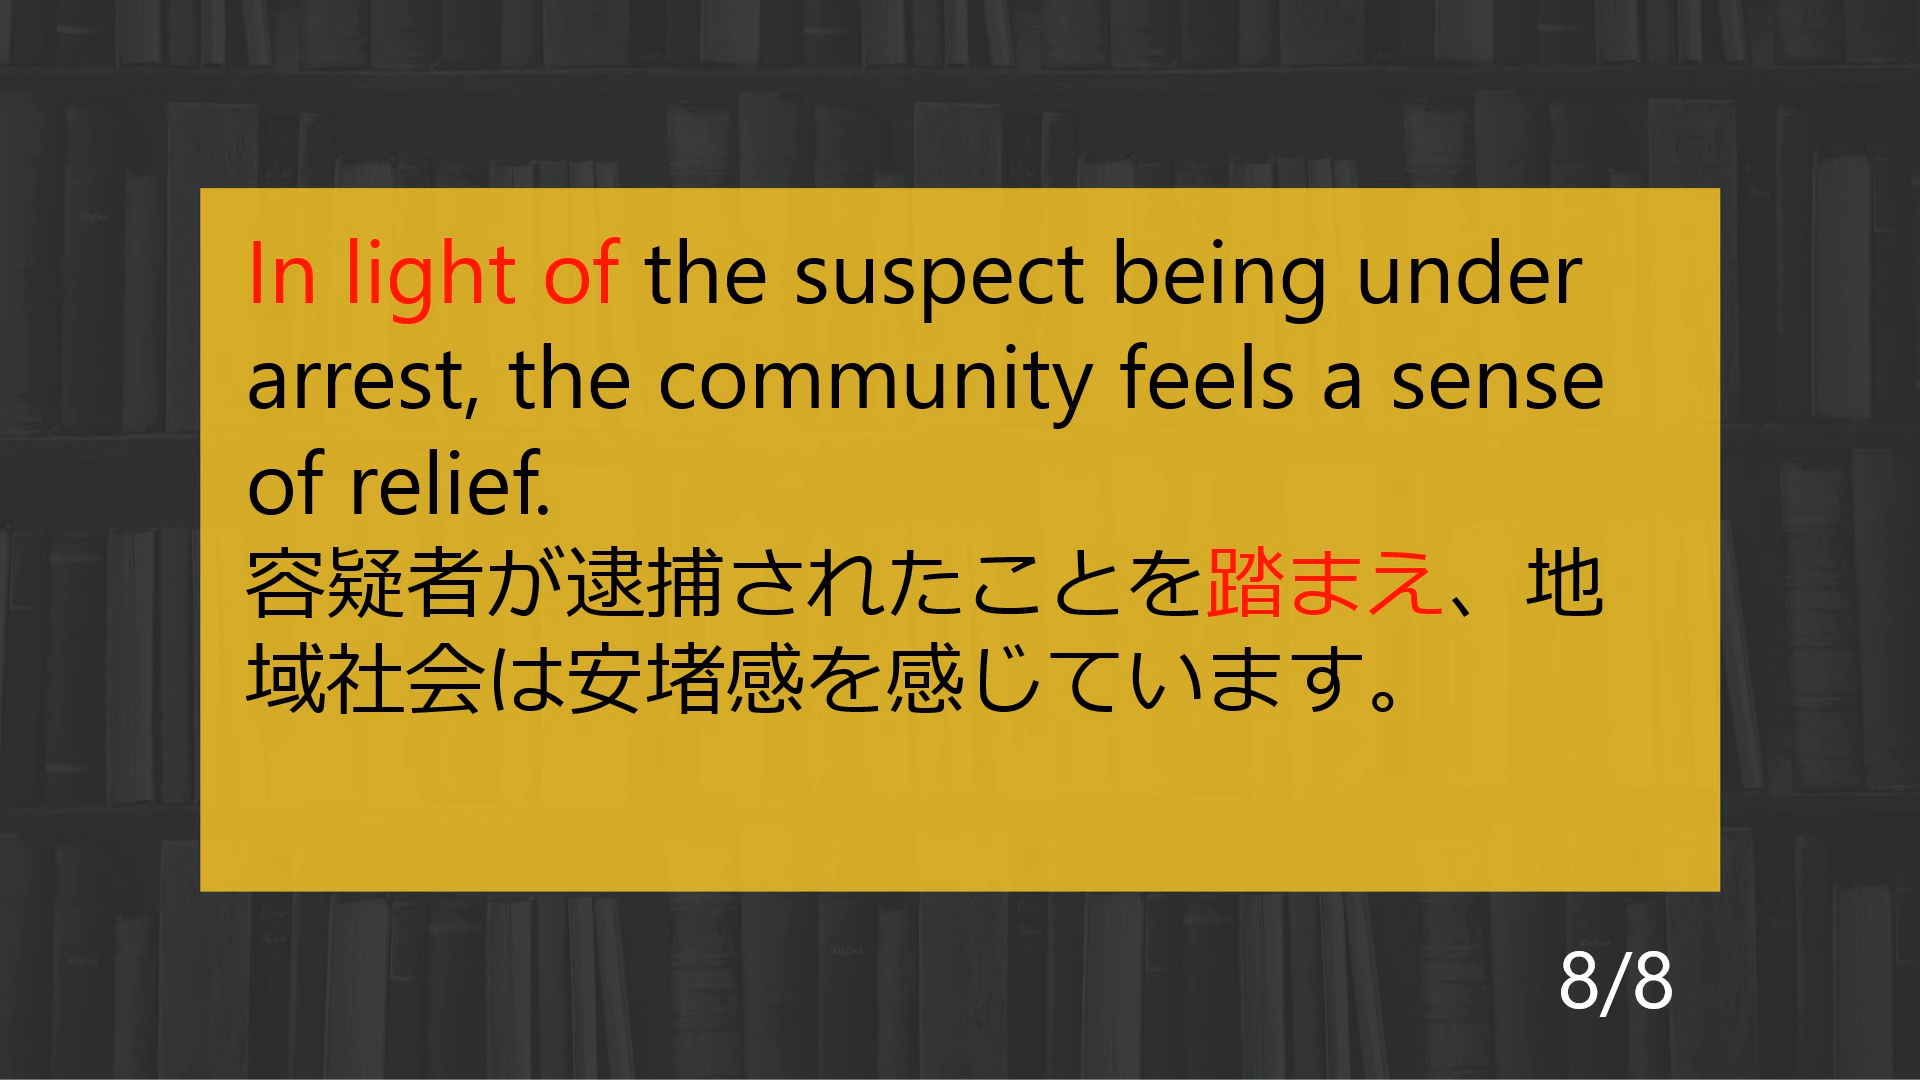 In light of the suspect being under
arrest, the community feels a sense
of relief.
容疑者が逮捕されたことを踏まえ、地
域社会は安堵感を感じています。
8/8